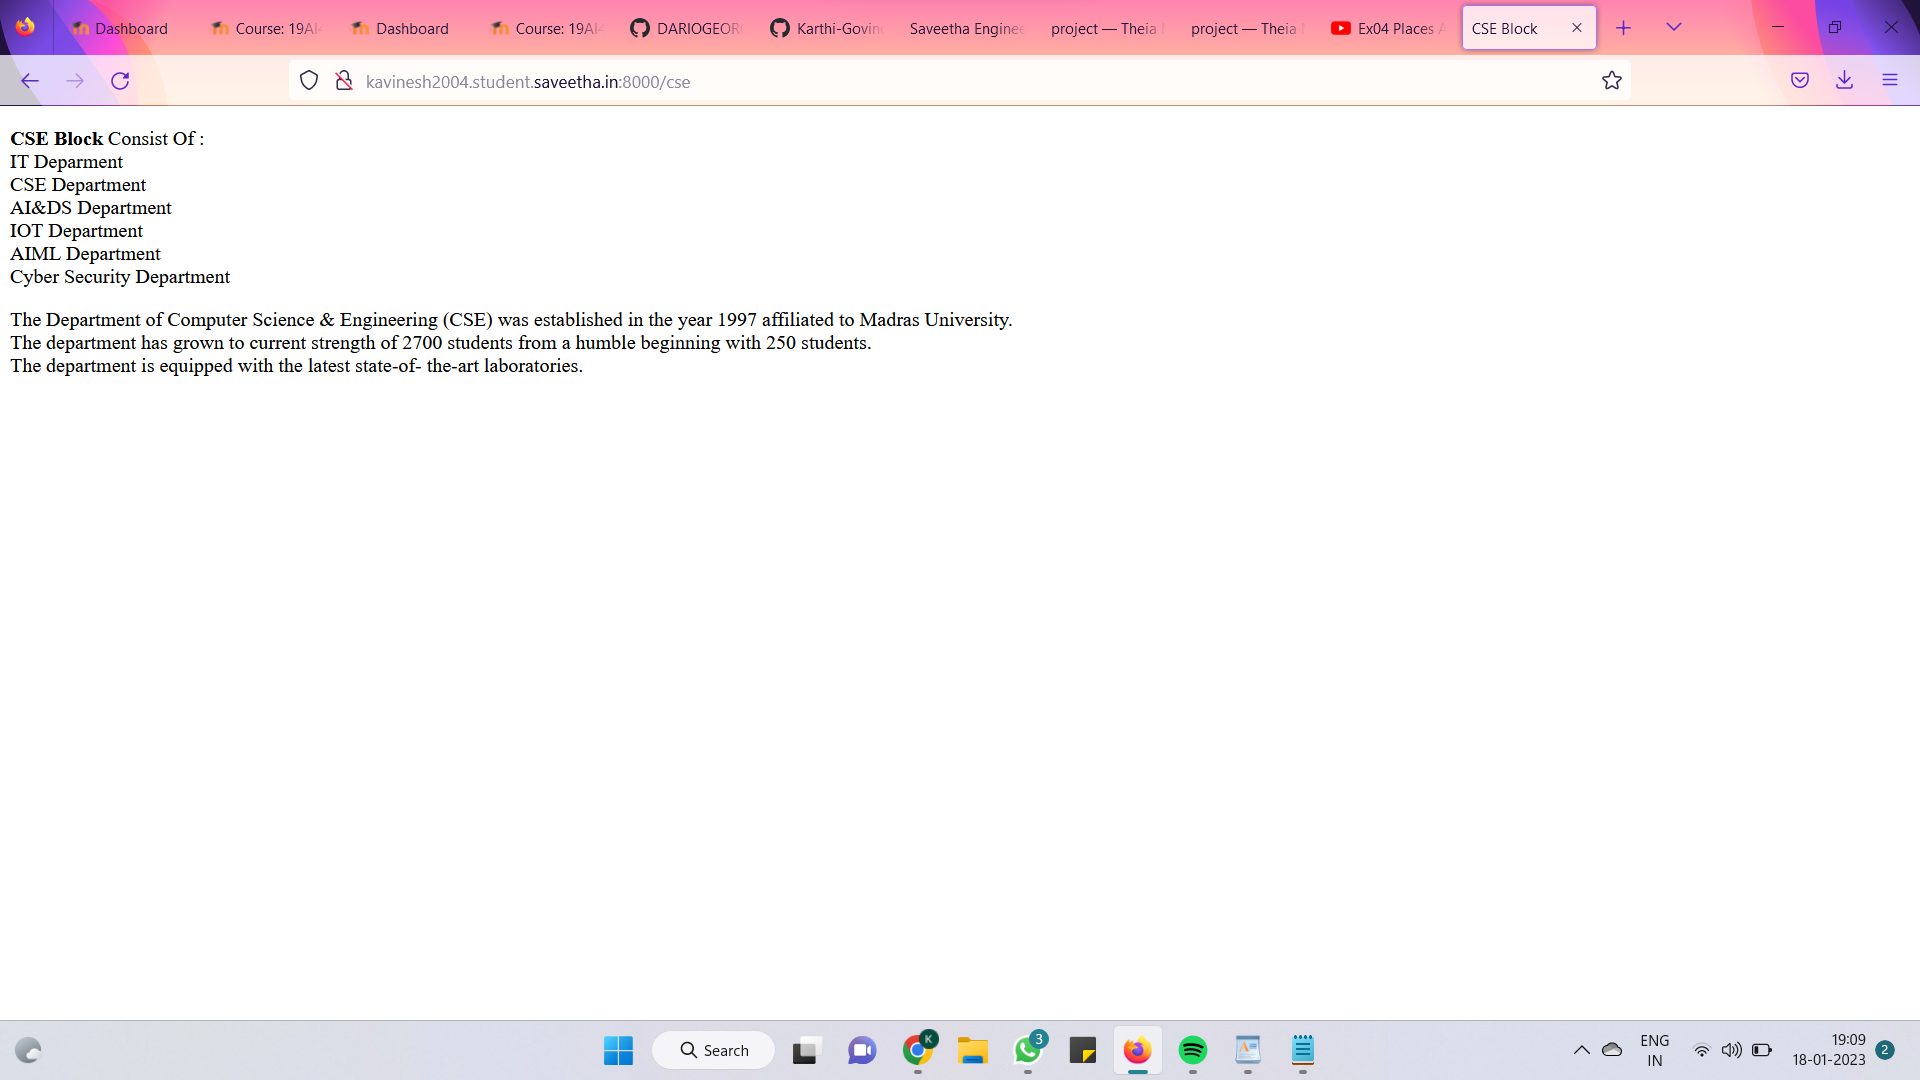 Dashboard
Course: 19AI4
Dashboard
Course: 19AI4
DARIOGEOR
Karthi-Govin
Saveetha Enginee
project — Theia
project — Theia
Ex04 Places A
CSE Block
kavinesh2004.student.saveetha.in:8000/cse
CSE Block Consist Of :
IT Deparment
CSE Department
AI&DS Department
IOT Department
AIML Department
Cyber Security Department
The Department of Computer Science & Engineering (CSE) was established in the year 1997 affiliated to Madras University.
The department has grown to current strength of 2700 students from a humble beginning with 250 students.
The department is equipped with the latest state-of- the-art laboratories.
Search
K
3
ENG
IN
19:09
18-01-2023
2